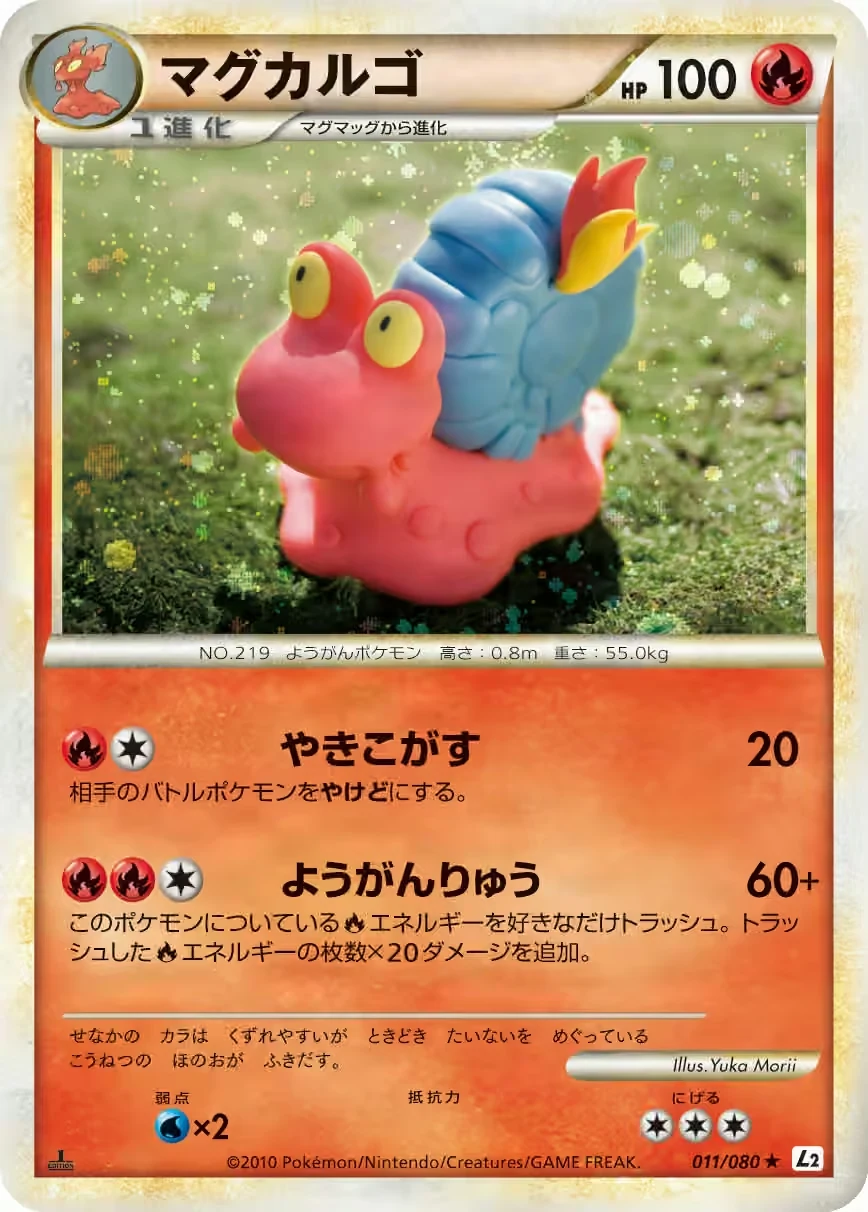 マグカルゴ HP 100
1進化 マグマッグから進化
NO.219 ようがんポケモン 高さ：0.8m 重さ：55.0kg
やきこがす 20
相手のバトルポケモンをやけどにする。
ようがんりゅう 60+
このポケモンについているエネルギーを好きなだけトラッシュ。トラッ
シュしたエネルギーの枚数×20ダメージを追加。
せなかの カラは くずれやすいが ときどき たいないを めぐっている
こうねつの ほのおが ふきだす。
Illus.Yuka Morii
弱点 抵抗力 にげる
×2
1 EDITION ©2010 Pokémon/Nintendo/Creatures/GAME FREAK. 011/080 ★ L2